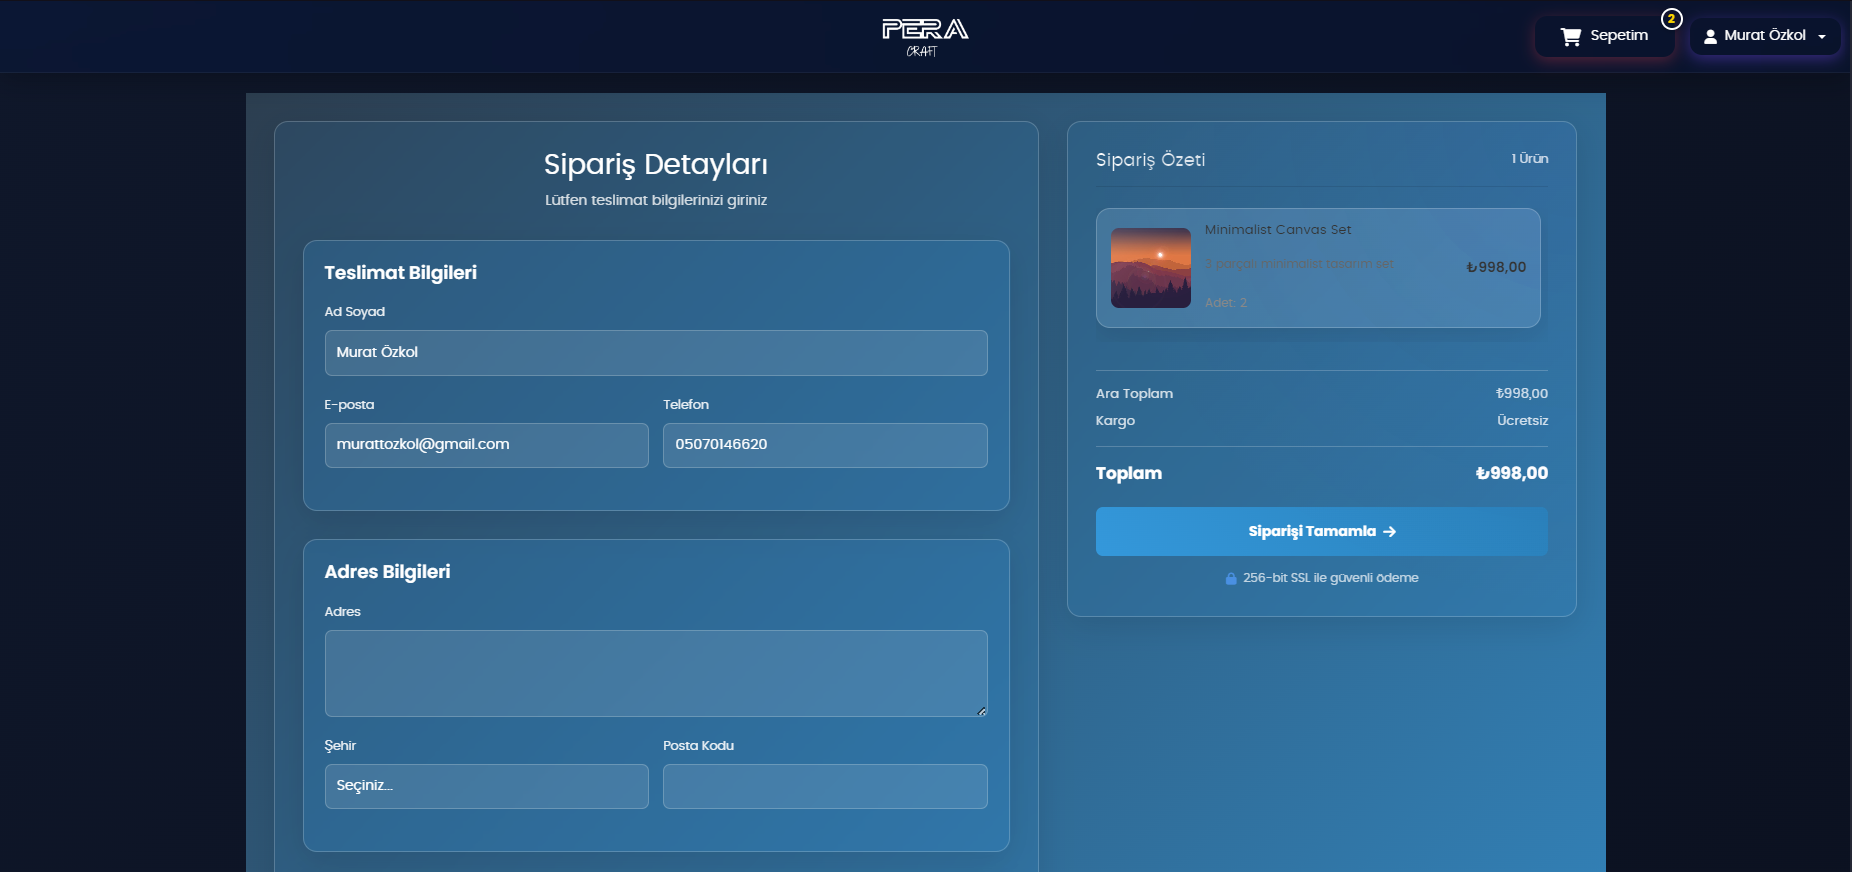 PERA
CRAFT
Sepetim
2
Murat Özkol
Sipariş Detayları
Lütfen teslimat bilgilerinizi giriniz
Teslimat Bilgileri
Ad Soyad
Murat Özkol
E-posta
Telefon
murattozkol@gmail.com
05070146620
Adres Bilgileri
Adres
Şehir
Posta Kodu
Seçiniz...
Sipariş Özeti
1 Ürün
Minimalist Canvas Set
3 parçalı minimalist tasarım set
₺998,00
Adet: 2
Ara Toplam
₺998,00
Kargo
Ücretsiz
Toplam
₺998,00
Siparişi Tamamla →
256-bit SSL ile güvenli ödeme